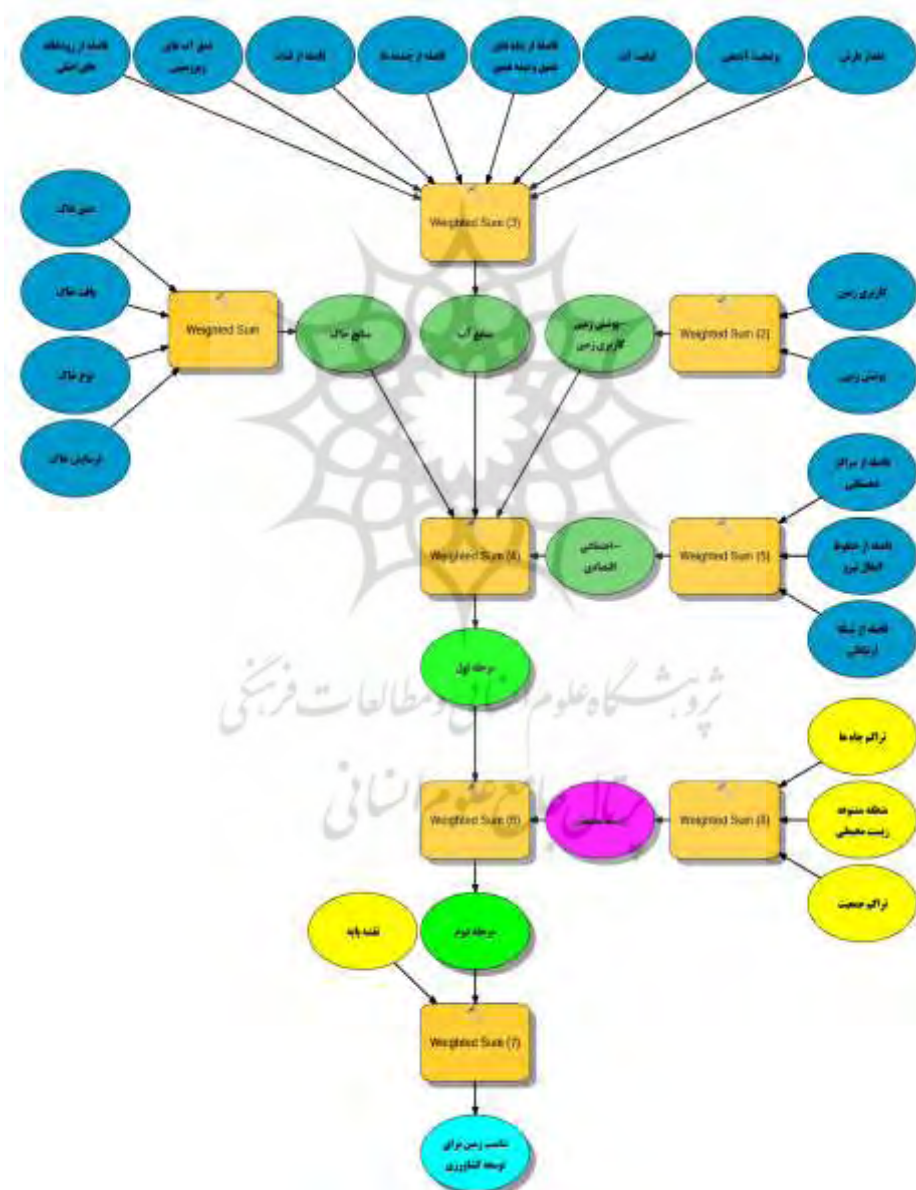 فاصله از رودخانه
های اصلی
عمق آب های
زیرزمینی
فاصله از قنات
فاصله از چشمه ها
فاصله از چاه های
عمیق و نیمه عمیق
کیفیت آب
وضعیت آبدهی
مقدار بارش
Weighted Sum (3)
عمق خاک
بافت خاک
نوع خاک
فرسایش خاک
Weighted Sum
منابع خاک
منابع آب
پوشش زمین-
کاربری زمین
Weighted Sum (2)
کاربری زمین
پوشش زمین
Weighted Sum (4)
اجتماعی-
اقتصادی
Weighted Sum (5)
فاصله از مراکز
فاصله از خطوط
انتقال نیرو
فاصله از شبکه
ارتباطی
مرحله اول
پژوهشگاه علوم انسانی و مطالعات فرهنگی
پرتال جامع علوم انسانی
Weighted Sum (6)
Weighted Sum (8)
تراکم چاه ها
منطقه ممنوعه
زیست محیطی
تراکم جمعیت
نقشه پایه
مرحله دوم
Weighted Sum (7)
تناسب زمین برای
توسعه کشاورزی